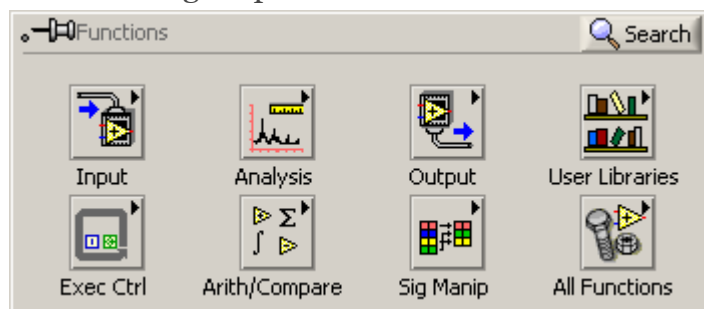 Functions
Search
Input Analysis Output User Libraries
Exec Ctrl Arith/Compare Sig Manip All Functions